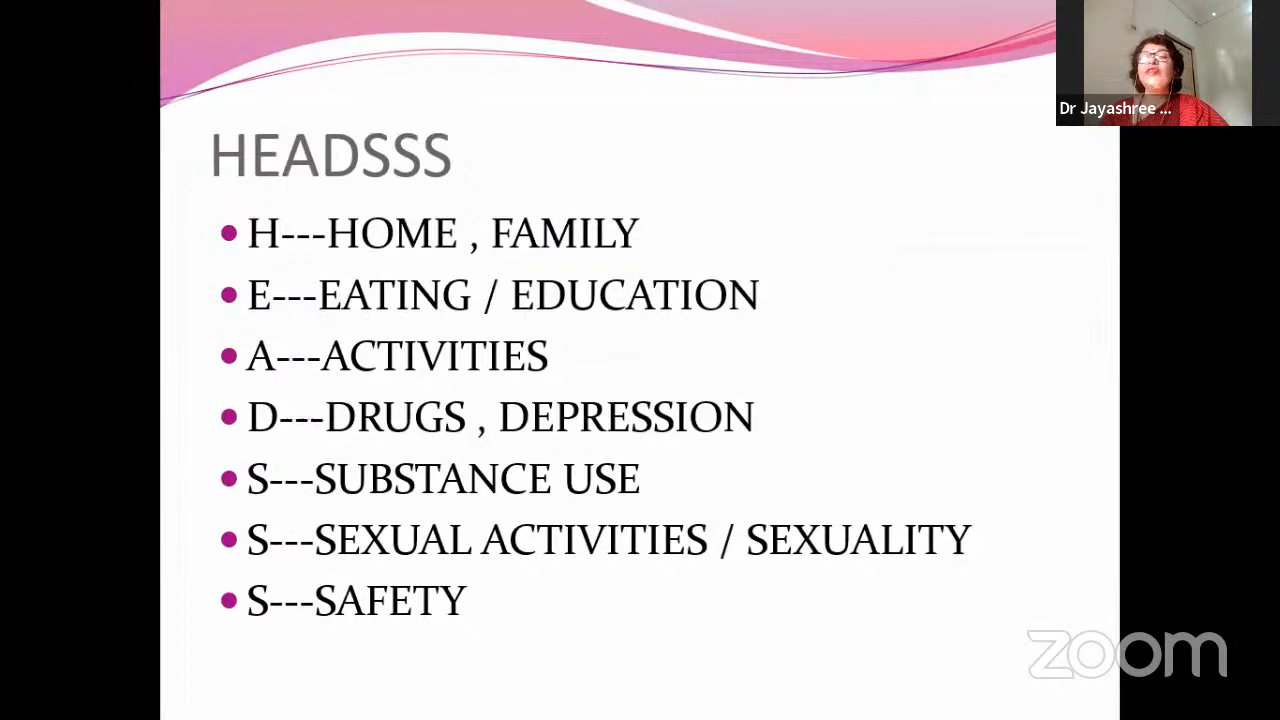 Dr Jayashree ...
HEADSSS
H---HOME , FAMILY
E---EATING / EDUCATION
A---ACTIVITIES
D---DRUGS , DEPRESSION
S---SUBSTANCE USE
S---SEXUAL ACTIVITIES / SEXUALITY
S---SAFETY
zoom